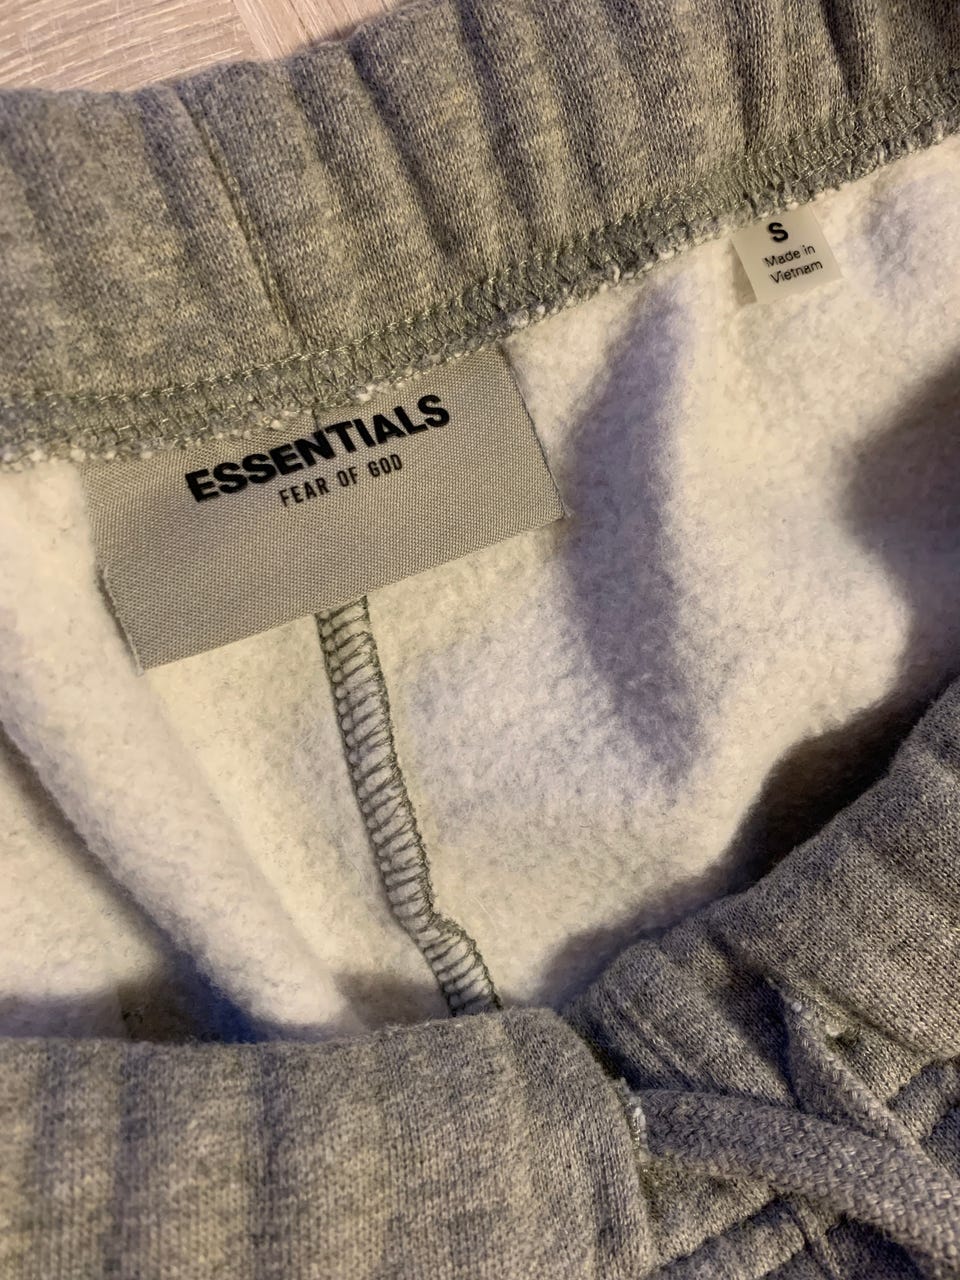 S
Made in
Vietnam
ESSENTIALS
FEAR OF GOD